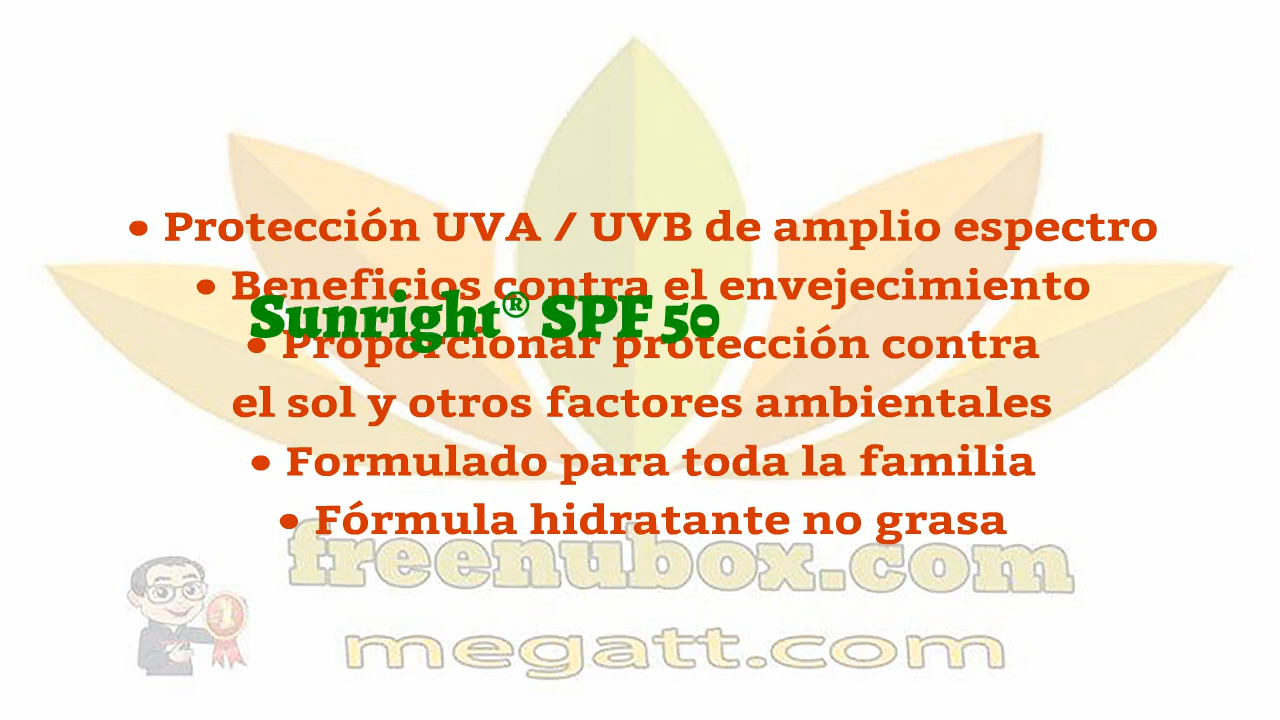 • Protección UVA / UVB de amplio espectro
• Beneficios contra el envejecimiento
Sunright® SPF 50
• Proporcionar protección contra
el sol y otros factores ambientales
• Formulado para toda la familia
• Fórmula hidratante no grasa
freenubox.com
1
megatt.com